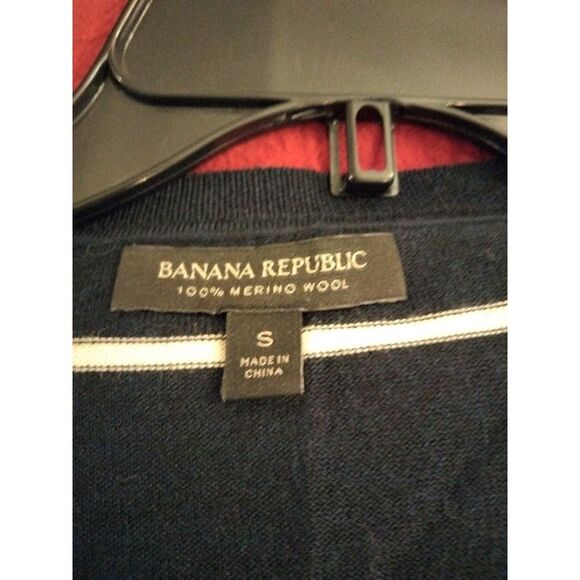 BANANA REPUBLIC
100% MERINO WOOL
S
MADE IN
CHINA